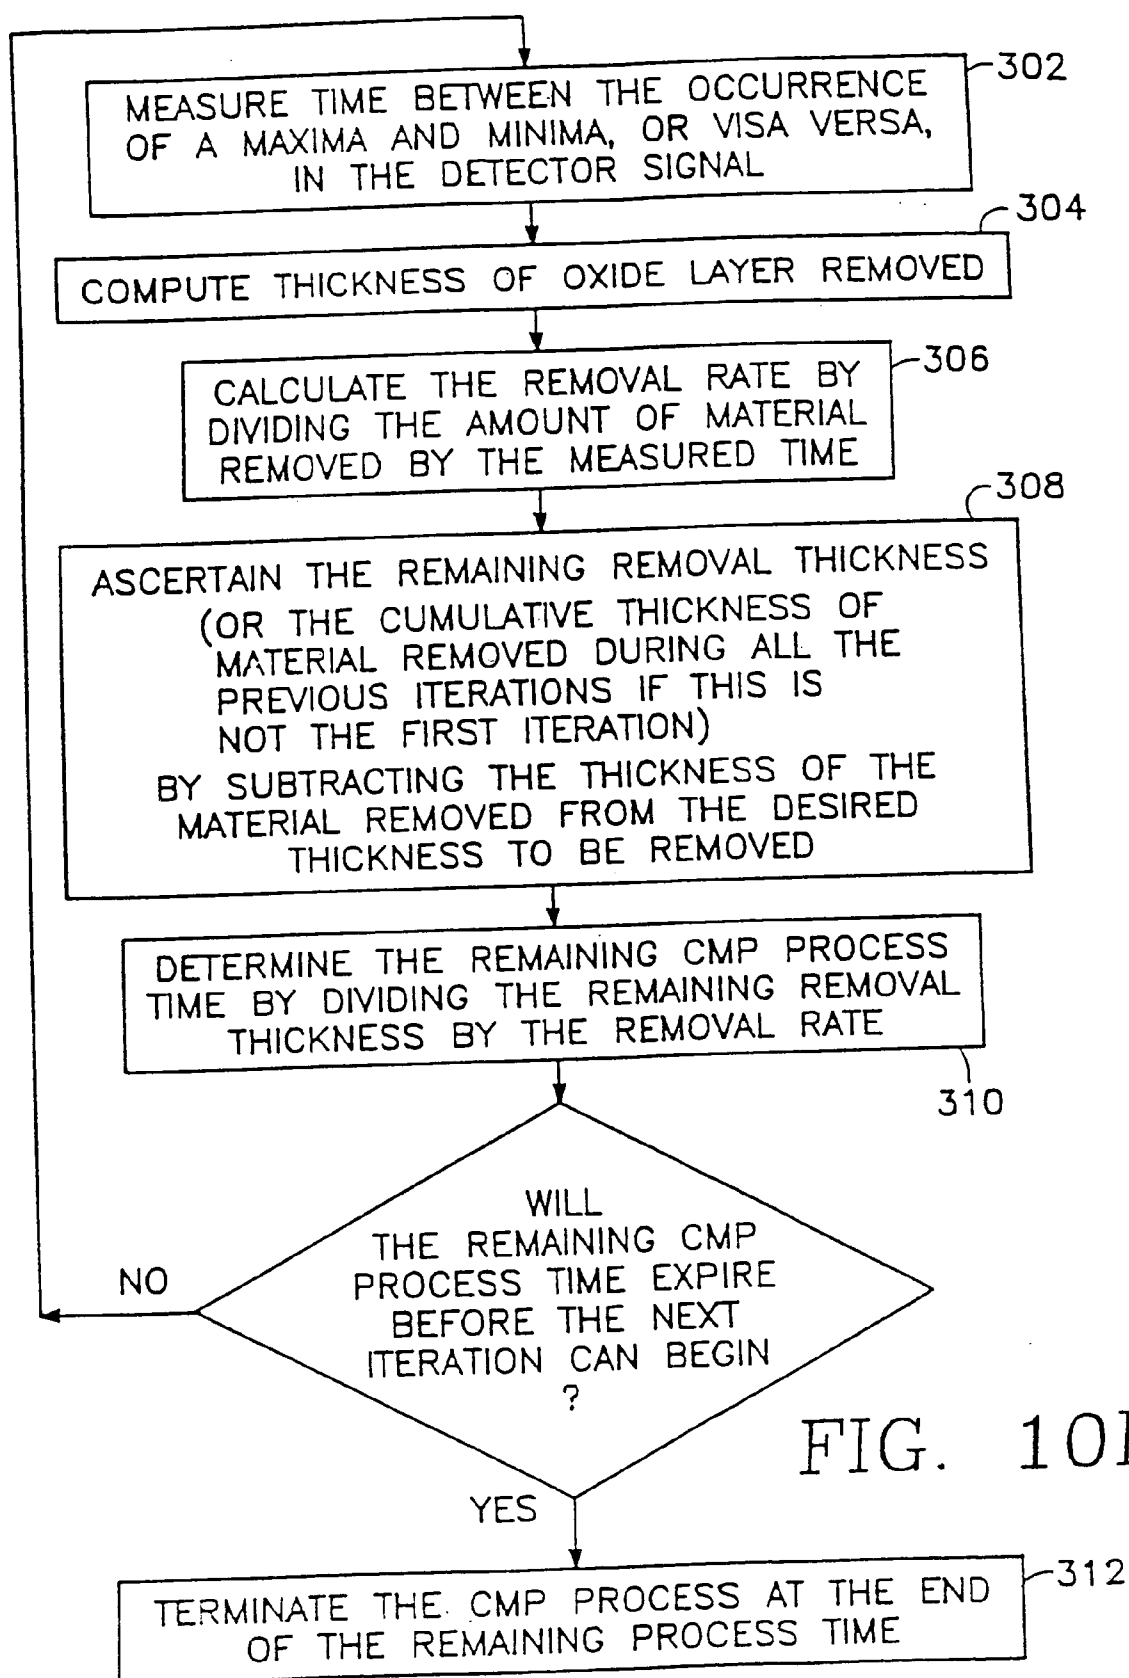 302
MEASURE TIME BETWEEN THE OCCURRENCE
OF A MAXIMA AND MINIMA, OR VISA VERSA,
IN THE DETECTOR SIGNAL
304
COMPUTE THICKNESS OF OXIDE LAYER REMOVED
306
CALCULATE THE REMOVAL RATE BY
DIVIDING THE AMOUNT OF MATERIAL
REMOVED BY THE MEASURED TIME
308
ASCERTAIN THE REMAINING REMOVAL THICKNESS
(OR THE CUMULATIVE THICKNESS OF
MATERIAL REMOVED DURING ALL THE
PREVIOUS ITERATIONS IF THIS IS
NOT THE FIRST ITERATION)
BY SUBTRACTING THE THICKNESS OF THE
MATERIAL REMOVED FROM THE DESIRED
THICKNESS TO BE REMOVED
DETERMINE THE REMAINING CMP PROCESS
TIME BY DIVIDING THE REMAINING REMOVAL
THICKNESS BY THE REMOVAL RATE
310
WILL
THE REMAINING CMP
PROCESS TIME EXPIRE
BEFORE THE NEXT
ITERATION CAN BEGIN
?
NO
FIG. 10
YES
312
TERMINATE THE CMP PROCESS AT THE END
OF THE REMAINING PROCESS TIME